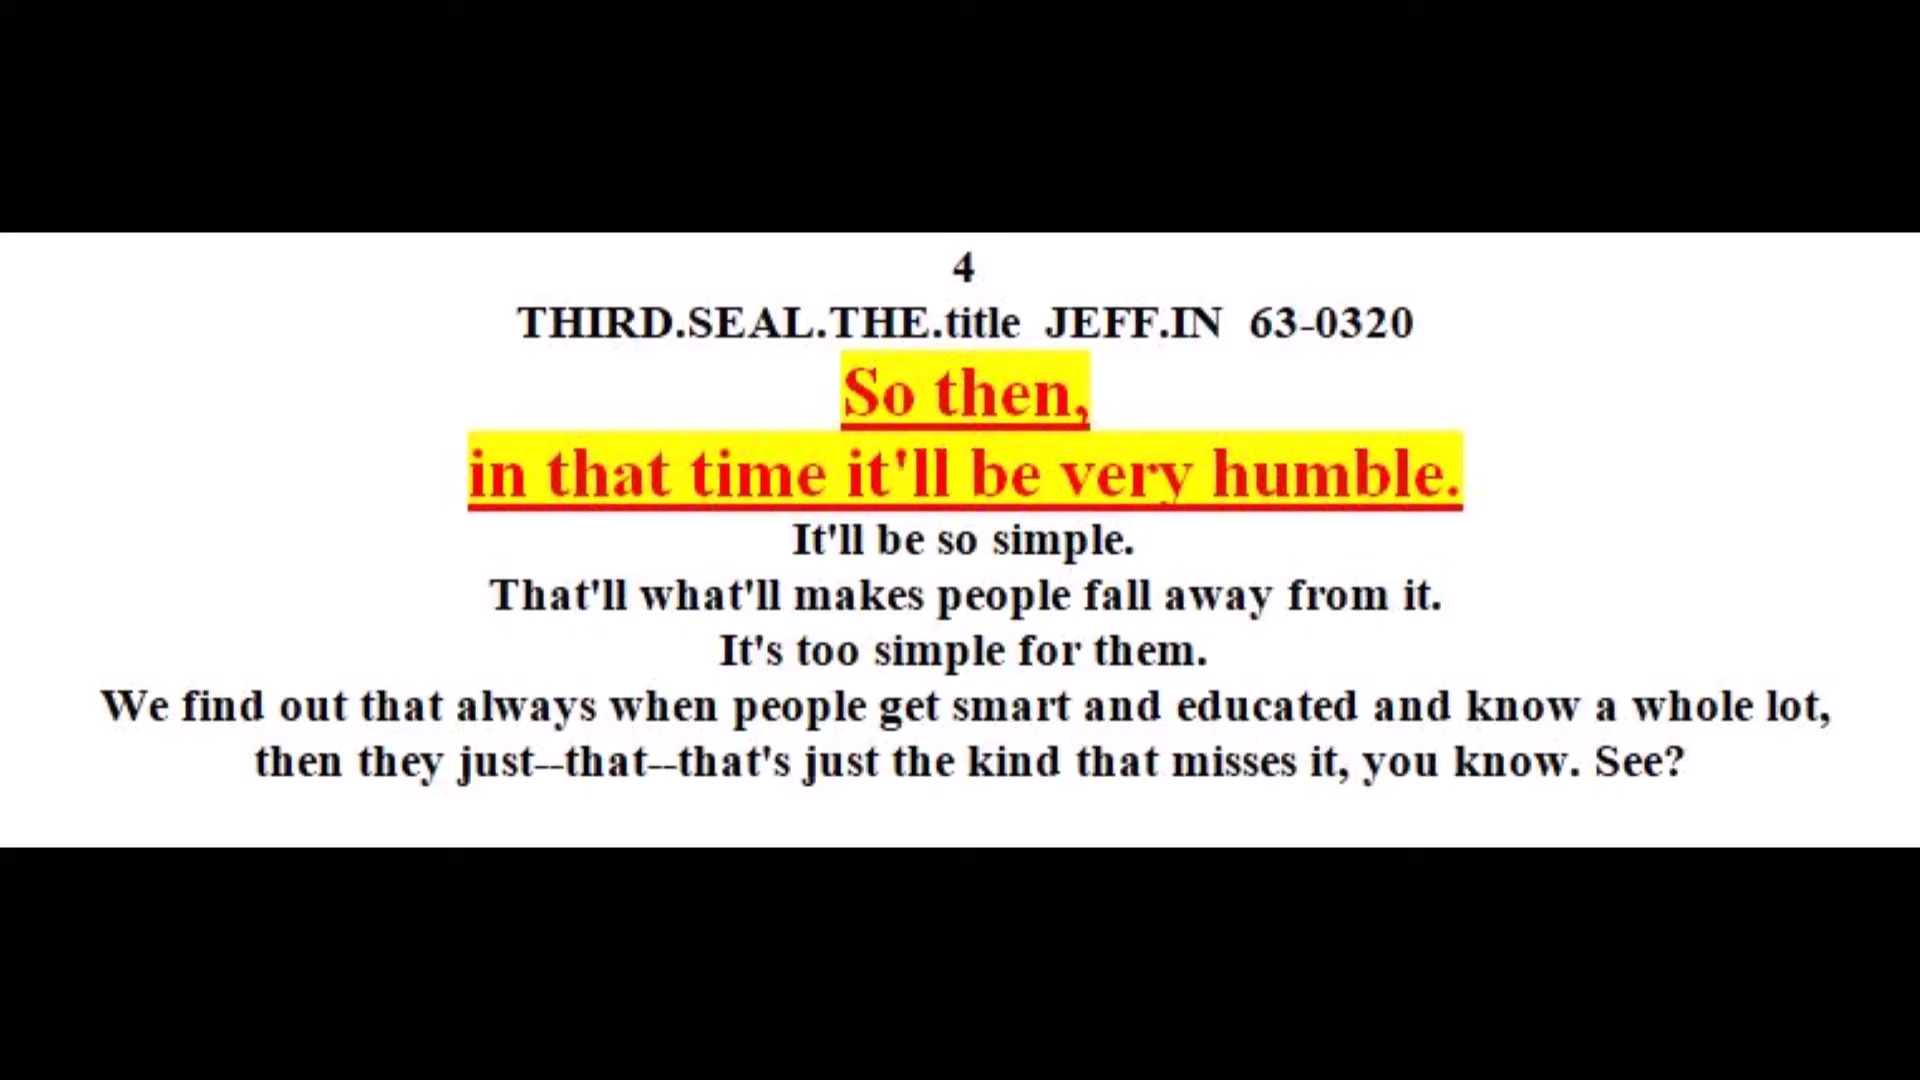 4
THIRD.SEAL.THE.title JEFF.IN 63-0320
So then,
in that time it'll be very humble.
It'll be so simple.
That'll what'll makes people fall away from it.
It's too simple for them.
We find out that always when people get smart and educated and know a whole lot,
then they just--that--that's just the kind that misses it, you know. See?